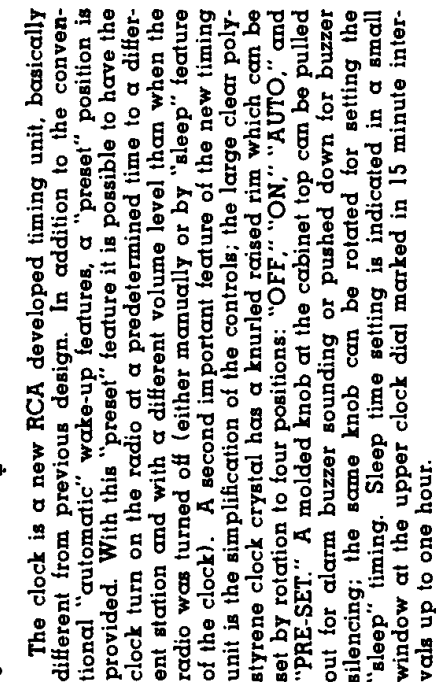 The clock is a new RCA developed timing unit, basically
different from previous design. In addition to the conven-
tional "automatic" wake-up features, a "preset" position is
provided. With this "preset" feature it is possible to have the
clock turn on the radio at a predetermined time to a differ-
ent station and with a different volume level than when the
radio was turned off (either manually or by "sleep" feature
of the clock). A second important feature of the new timing
unit is the simplification of the controls; the large clear poly-
styrene clock crystal has a knurled raised rim which can be
set by rotation to four positions: "OFF," "ON," "AUTO," and
"PRE-SET." A molded knob at the cabinet top can be pulled
out for alarm buzzer sounding or pushed down for buzzer
silencing; the same knob can be rotated for setting the
"sleep" timing. Sleep time setting is indicated in a small
window at the upper clock dial marked in 15 minute inter-
vals up to one hour.